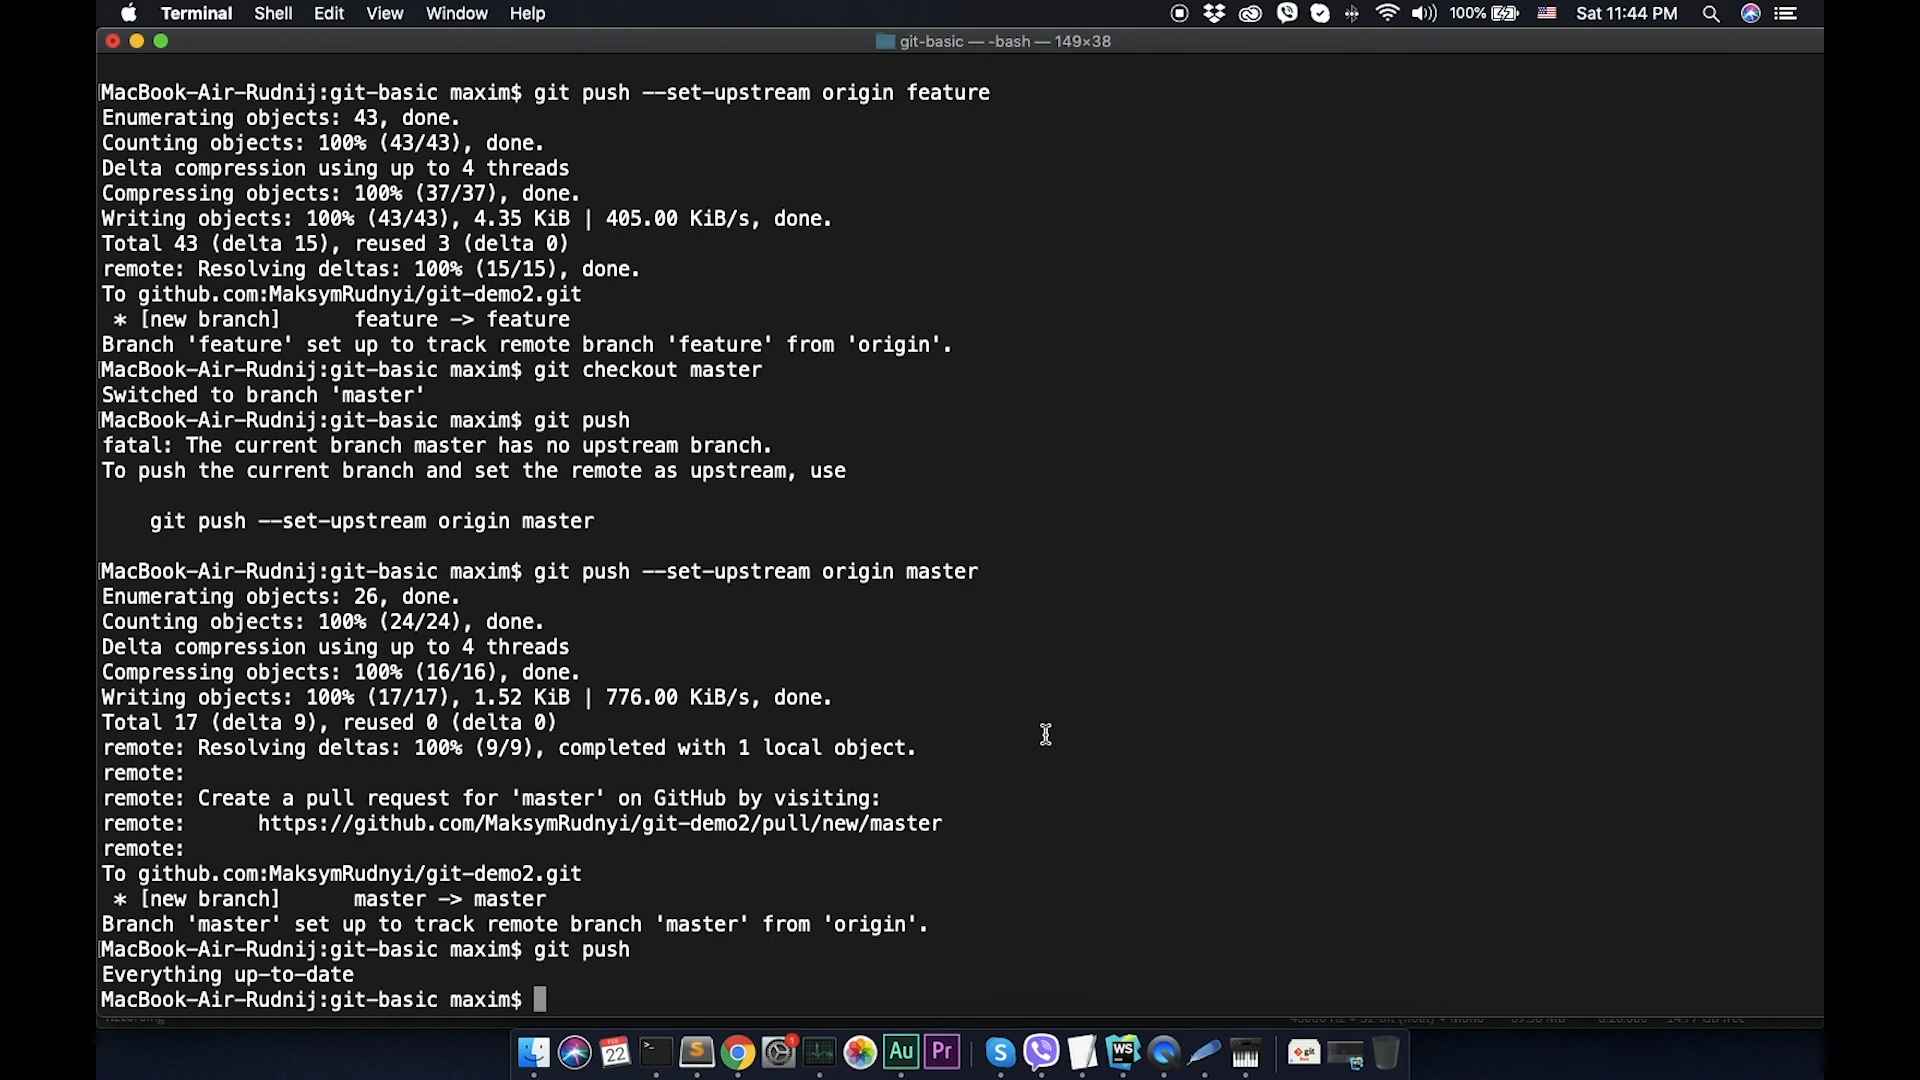 Terminal Shell Edit View Window Help 100% Sat 11:44 PM
git-basic — -bash — 149×38
MacBook-Air-Rudnij:git-basic maxim$ git push --set-upstream origin feature
Enumerating objects: 43, done.
Counting objects: 100% (43/43), done.
Delta compression using up to 4 threads
Compressing objects: 100% (37/37), done.
Writing objects: 100% (43/43), 4.35 KiB | 405.00 KiB/s, done.
Total 43 (delta 15), reused 3 (delta 0)
remote: Resolving deltas: 100% (15/15), done.
To github.com:MaksymRudnyi/git-demo2.git
 * [new branch]      feature -> feature
Branch 'feature' set up to track remote branch 'feature' from 'origin'.
MacBook-Air-Rudnij:git-basic maxim$ git checkout master
Switched to branch 'master'
MacBook-Air-Rudnij:git-basic maxim$ git push
fatal: The current branch master has no upstream branch.
To push the current branch and set the remote as upstream, use
    git push --set-upstream origin master
MacBook-Air-Rudnij:git-basic maxim$ git push --set-upstream origin master
Enumerating objects: 26, done.
Counting objects: 100% (24/24), done.
Delta compression using up to 4 threads
Compressing objects: 100% (16/16), done.
Writing objects: 100% (17/17), 1.52 KiB | 776.00 KiB/s, done.
Total 17 (delta 9), reused 0 (delta 0)
remote: Resolving deltas: 100% (9/9), completed with 1 local object.
remote:
remote: Create a pull request for 'master' on GitHub by visiting:
remote:      https://github.com/MaksymRudnyi/git-demo2/pull/new/master
remote:
To github.com:MaksymRudnyi/git-demo2.git
 * [new branch]      master -> master
Branch 'master' set up to track remote branch 'master' from 'origin'.
MacBook-Air-Rudnij:git-basic maxim$ git push
Everything up-to-date
MacBook-Air-Rudnij:git-basic maxim$
FEB
22 S 1 Au Pr S WS git